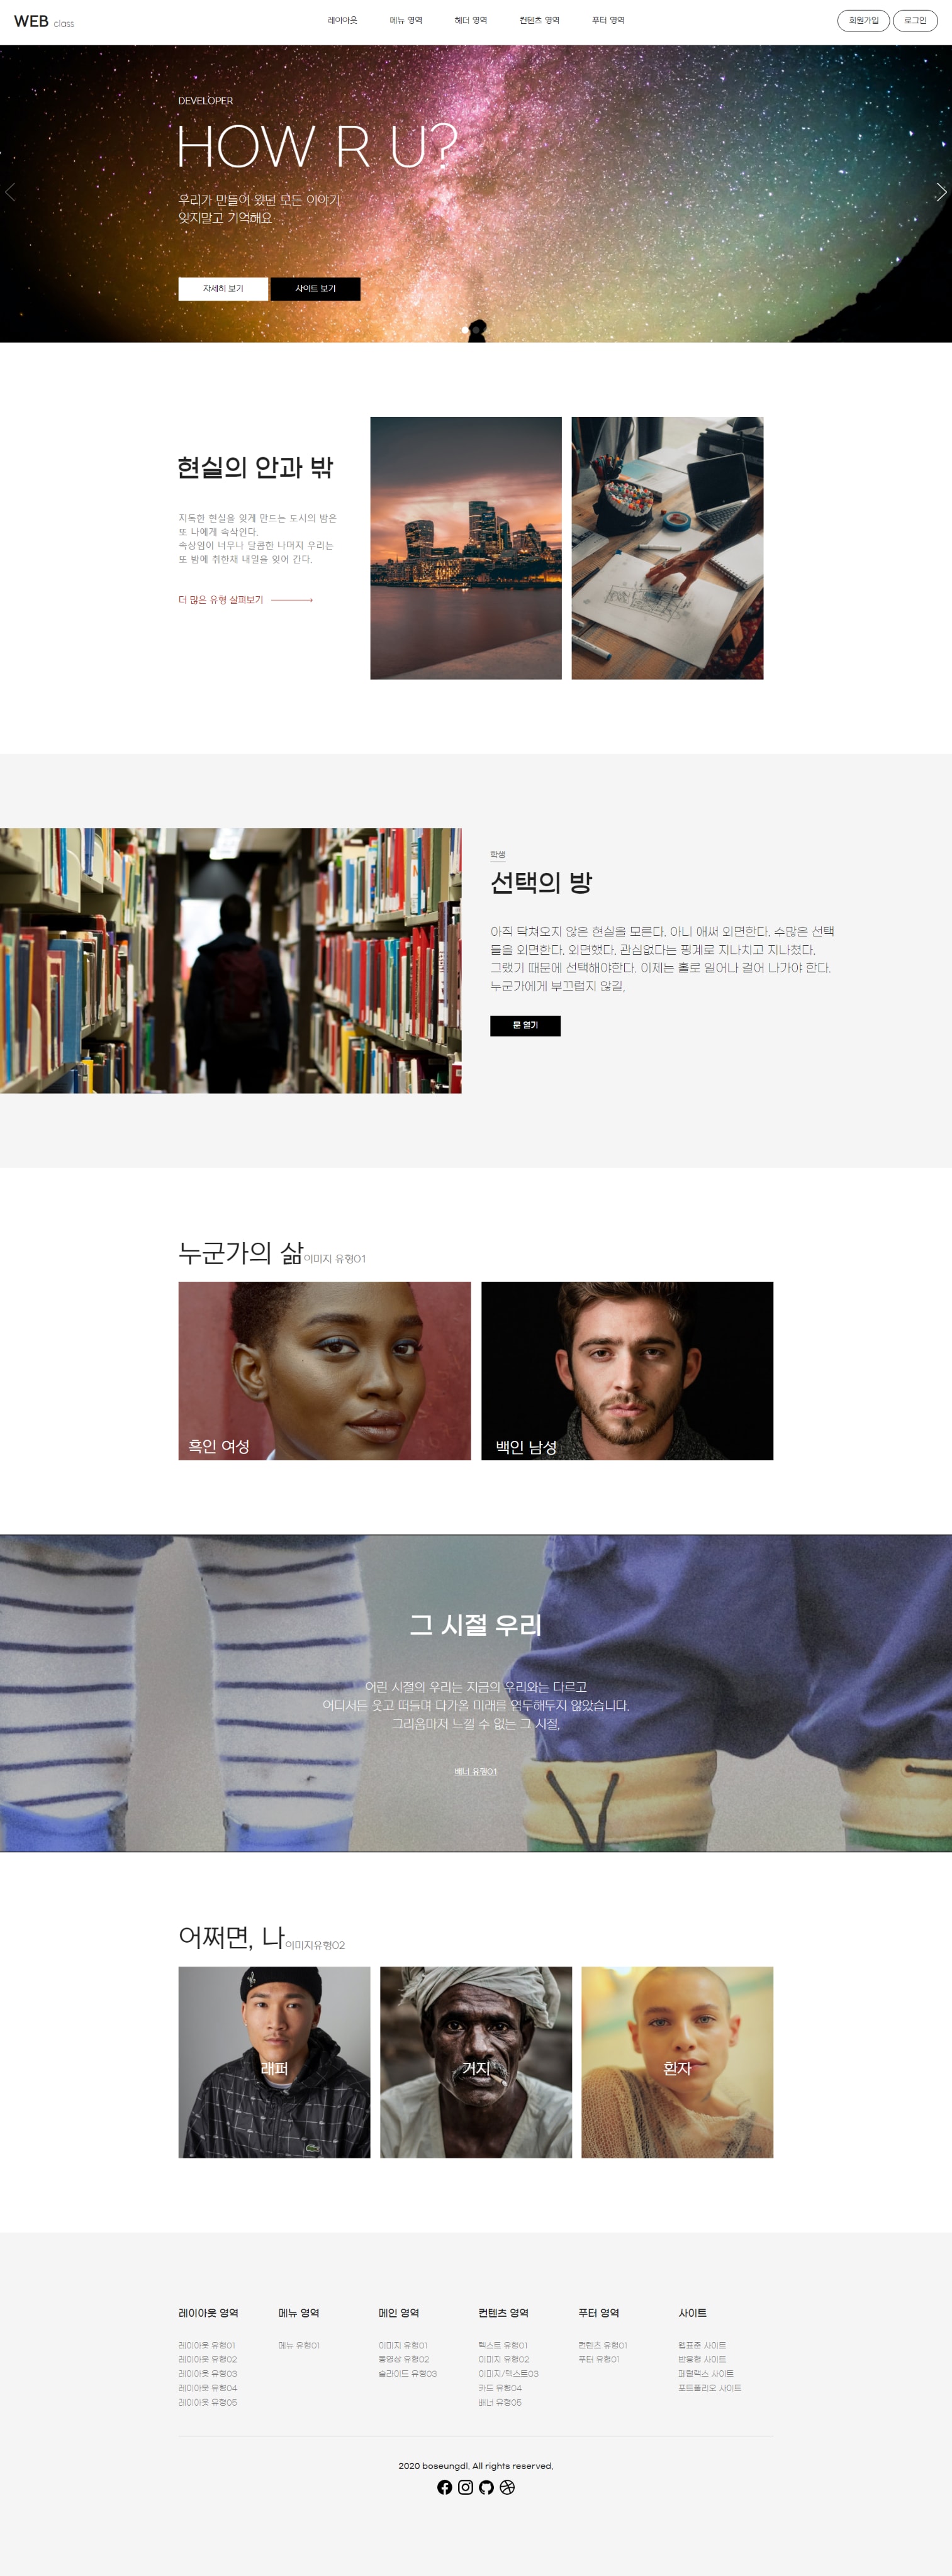 WEB class
레이아웃 메뉴 영역 헤더 영역 컨텐츠 영역 푸터 영역
회원가입 로그인
DEVELOPER
HOW R U?
우리가 만들어 왔던 모든 이야기
잊지말고 기억해요
자세히 보기 사이트 보기
현실의 안과 밖
지독한 현실을 잊게 만드는 도시의 밤은
또 나에게 속삭인다.
속삭임이 너무나 달콤한 나머지 우리는
또 밤에 취한채 내일을 잊어 간다.
더 많은 유형 살펴보기
학생
선택의 방
아직 닥쳐오지 않은 현실을 모른다. 아니 애써 외면한다. 수많은 선택
들을 외면한다. 외면했다. 관심없다는 핑계로 지나치고 지나쳤다.
그랬기 때문에 선택해야한다. 이제는 홀로 일어나 걸어 나가야 한다.
누군가에게 부끄럽지 않길,
문 열기
누군가의 삶 이미지 유형01
흑인 여성
백인 남성
그 시절 우리
어린 시절의 우리는 지금의 우리와는 다르고
어디서든 웃고 떠들며 다가올 미래를 염두해두지 않았습니다.
그리움마저 느낄 수 없는 그 시절,
베너 유형01
어쩌면, 나 이미지유형02
래퍼
거지
환자
레이아웃 영역 메뉴 영역 메인 영역 컨텐츠 영역 푸터 영역 사이트
레이아웃 유형01 메뉴 유형01 이미지 유형01 텍스트 유형01 컨텐츠 유형01 웹표준 사이트
레이아웃 유형02 동영상 유형02 이미지 유형02 푸터 유형01 반응형 사이트
레이아웃 유형03 슬라이드 유형03 이미지/텍스트03 패럴랙스 사이트
레이아웃 유형04 카드 유형04 포트폴리오 사이트
레이아웃 유형05 배너 유형05
2020 boseungdl. All rights reserved.